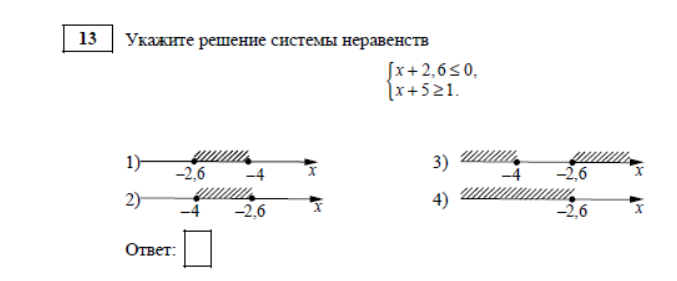 13 Укажите решение системы неравенств
{x + 2,6 ≤ 0,
x + 5 ≥ 1.
1) –2,6 –4 x
2) –4 –2,6 x
3) –4 –2,6 x
4) –2,6 x
Ответ: